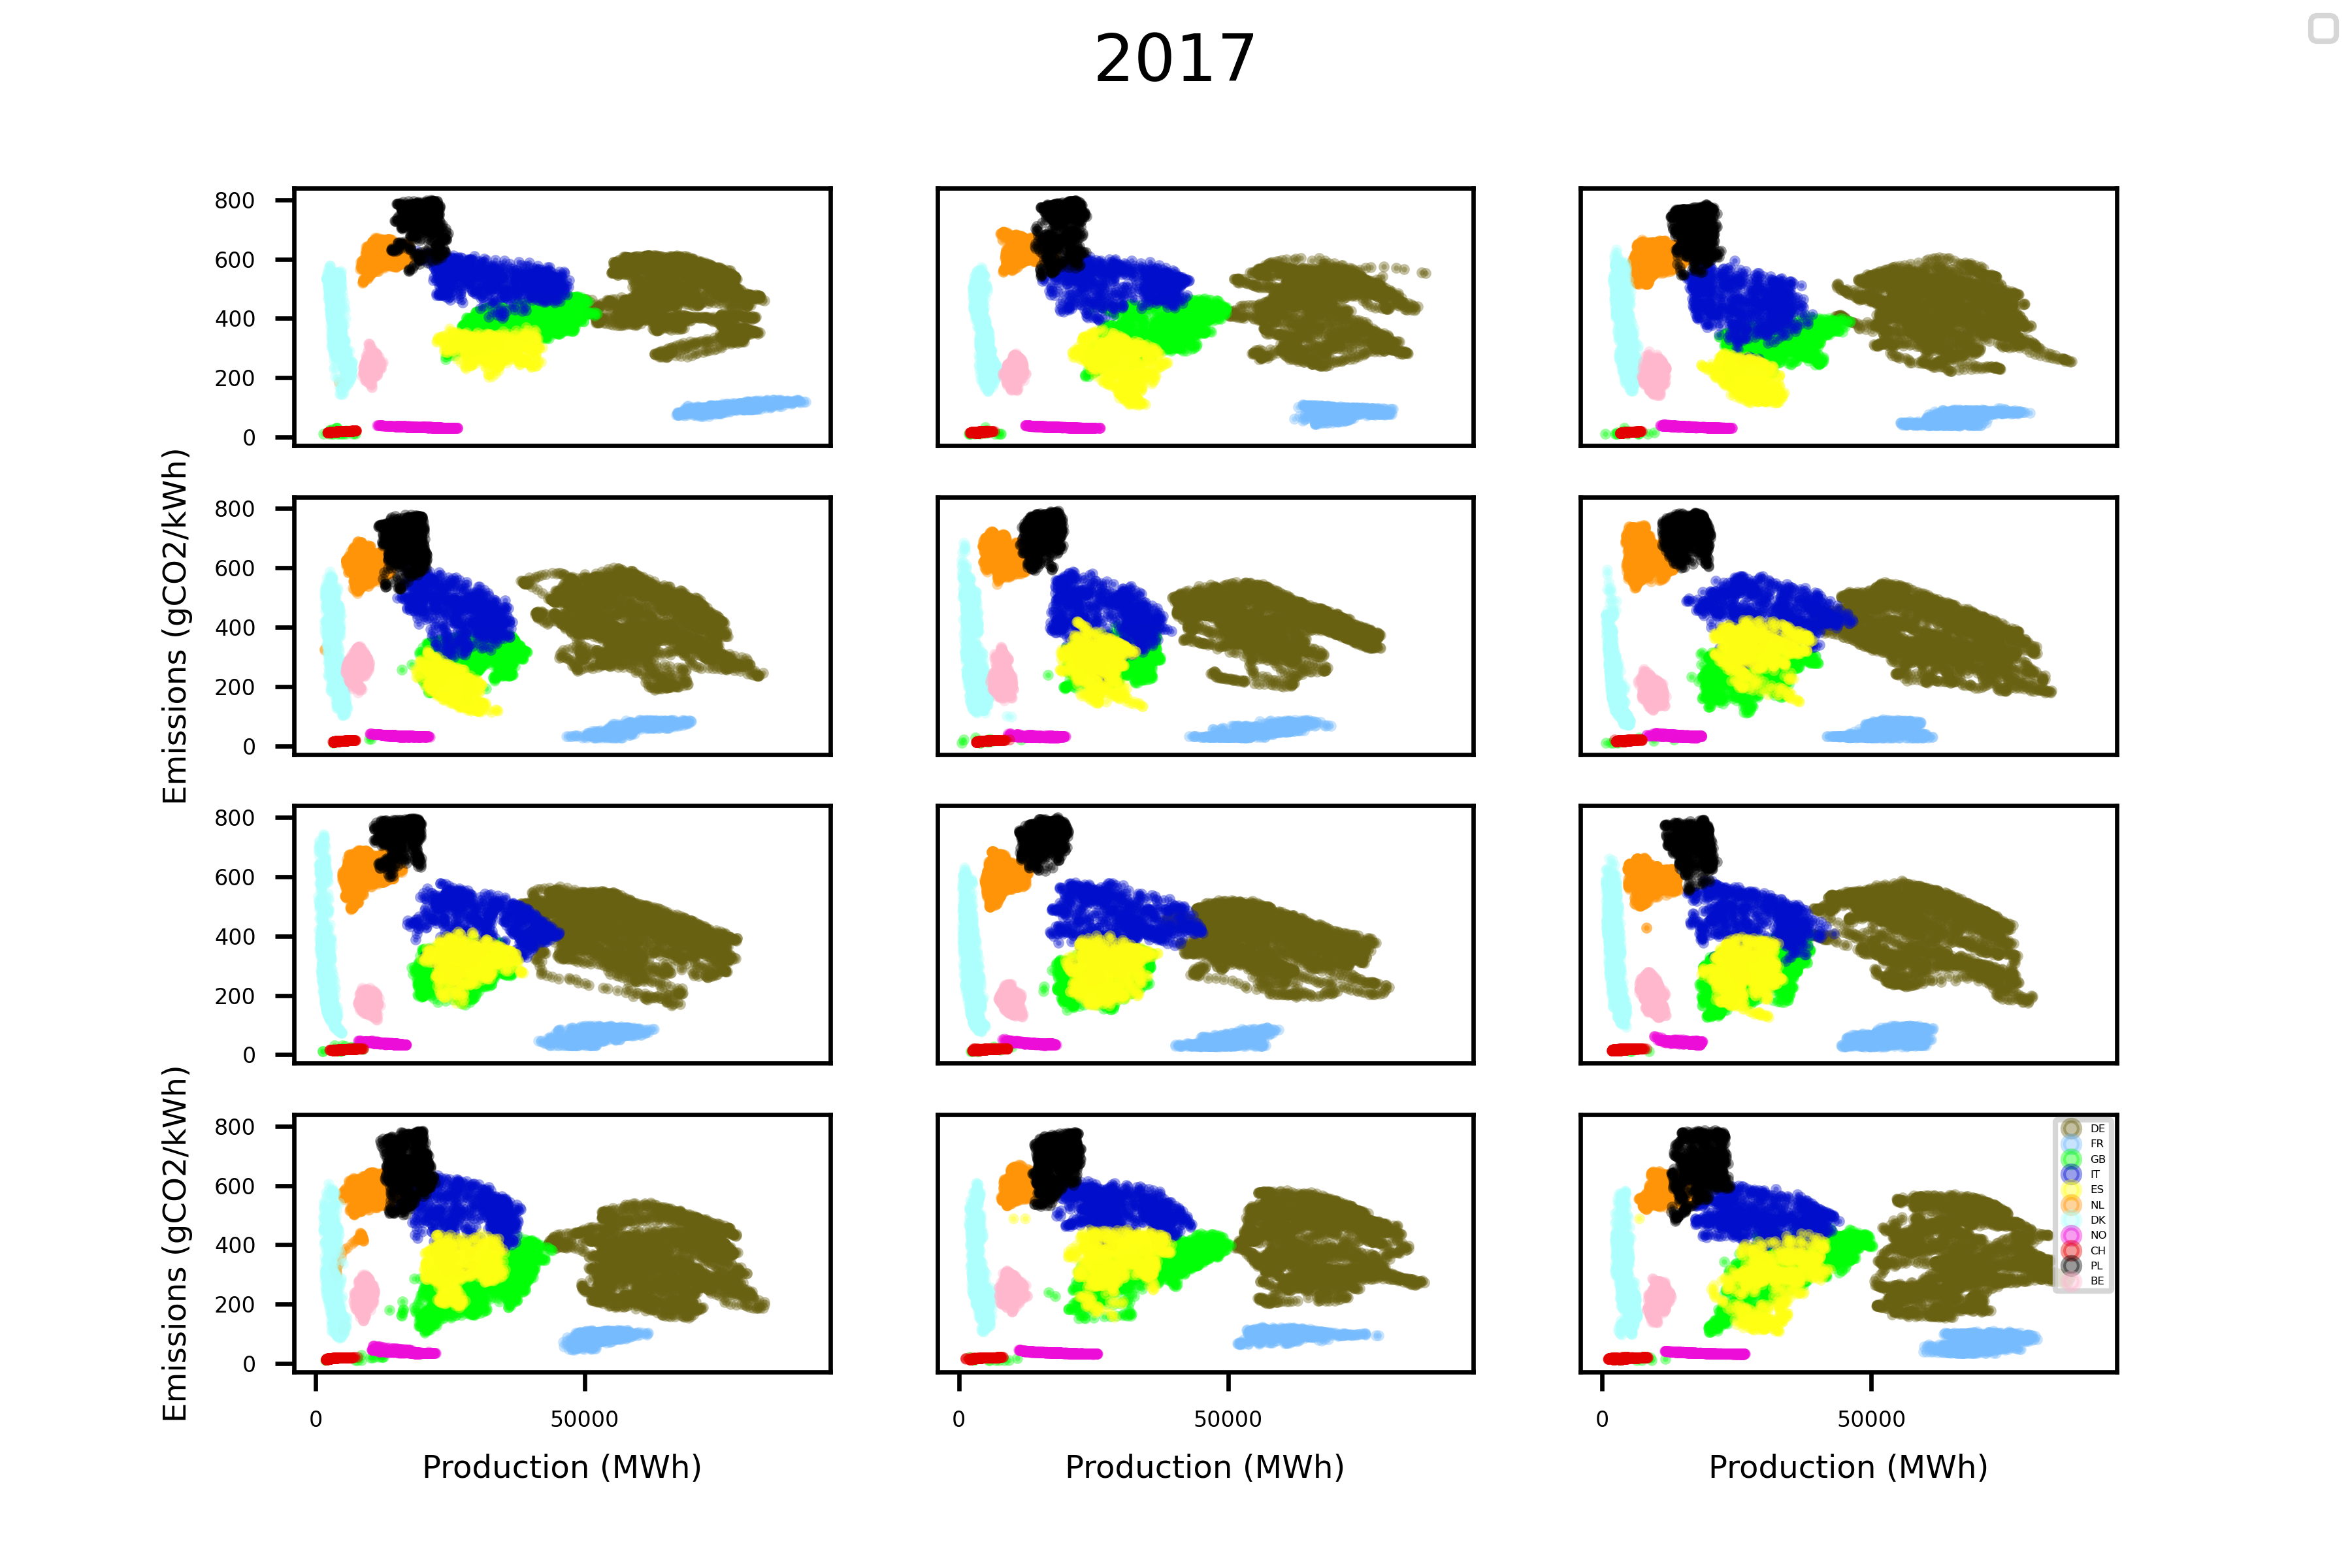 2017
800
600
400
200
0
Emissions (gCO2/kWh)
800
600
400
200
0
800
600
400
200
0
Emissions (gCO2/kWh)
800
600
400
200
0
DE
FR
GB
IT
ES
NL
DK
NO
CH
PL
BE
0 50000 0 50000 0 50000
Production (MWh) Production (MWh) Production (MWh)